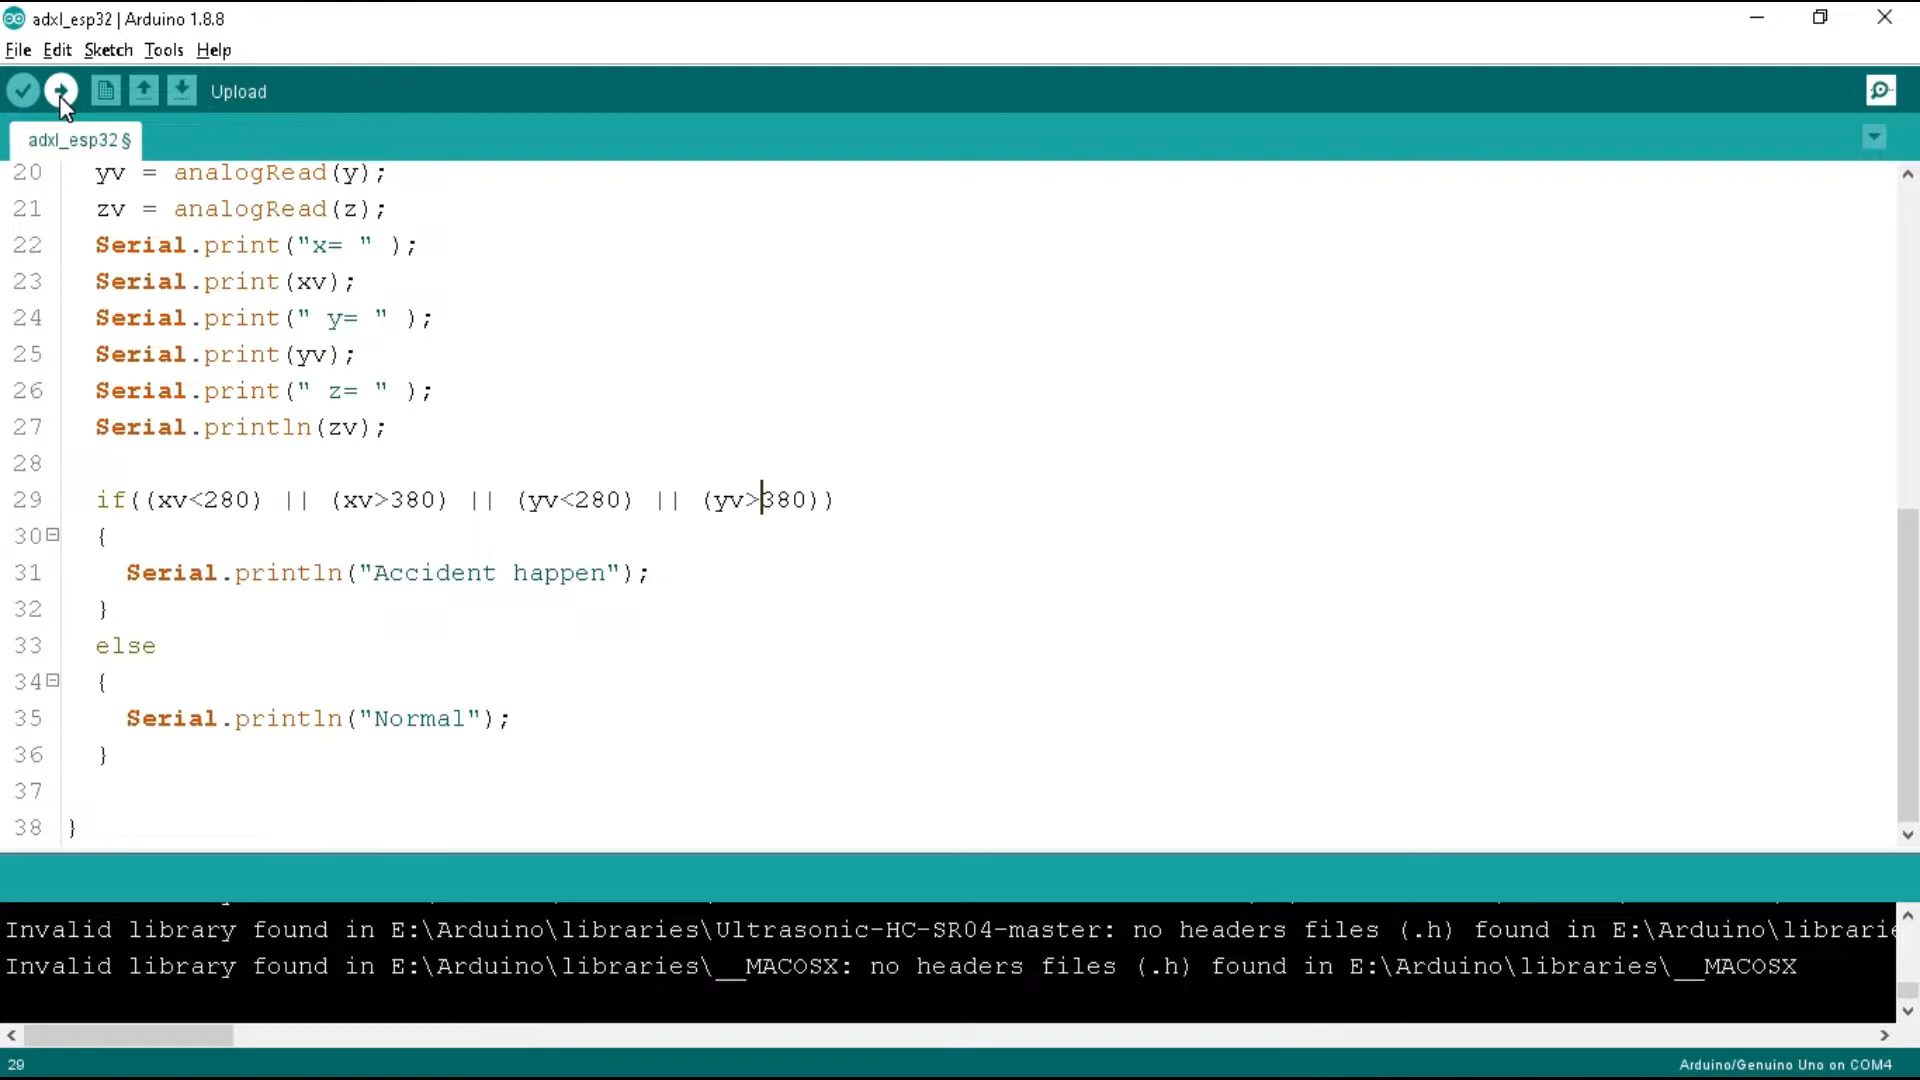 adxl_esp32 | Arduino 1.8.8
File Edit Sketch Tools Help
Upload
adxl_esp32 §
20 yv = analogRead(y);
21 zv = analogRead(z);
22 Serial.print("x= " );
23 Serial.print(xv);
24 Serial.print(" y= " );
25 Serial.print(yv);
26 Serial.print(" z= " );
27 Serial.println(zv);
28
29 if((xv<280) || (xv>380) || (yv<280) || (yv>380))
30 {
31 Serial.println("Accident happen");
32 }
33 else
34 {
35 Serial.println("Normal");
36 }
37
38 }
Invalid library found in E:\Arduino\libraries\Ultrasonic-HC-SR04-master: no headers files (.h) found in E:\Arduino\librarie
Invalid library found in E:\Arduino\libraries\__MACOSX: no headers files (.h) found in E:\Arduino\libraries\__MACOSX
29
Arduino/Genuino Uno on COM4